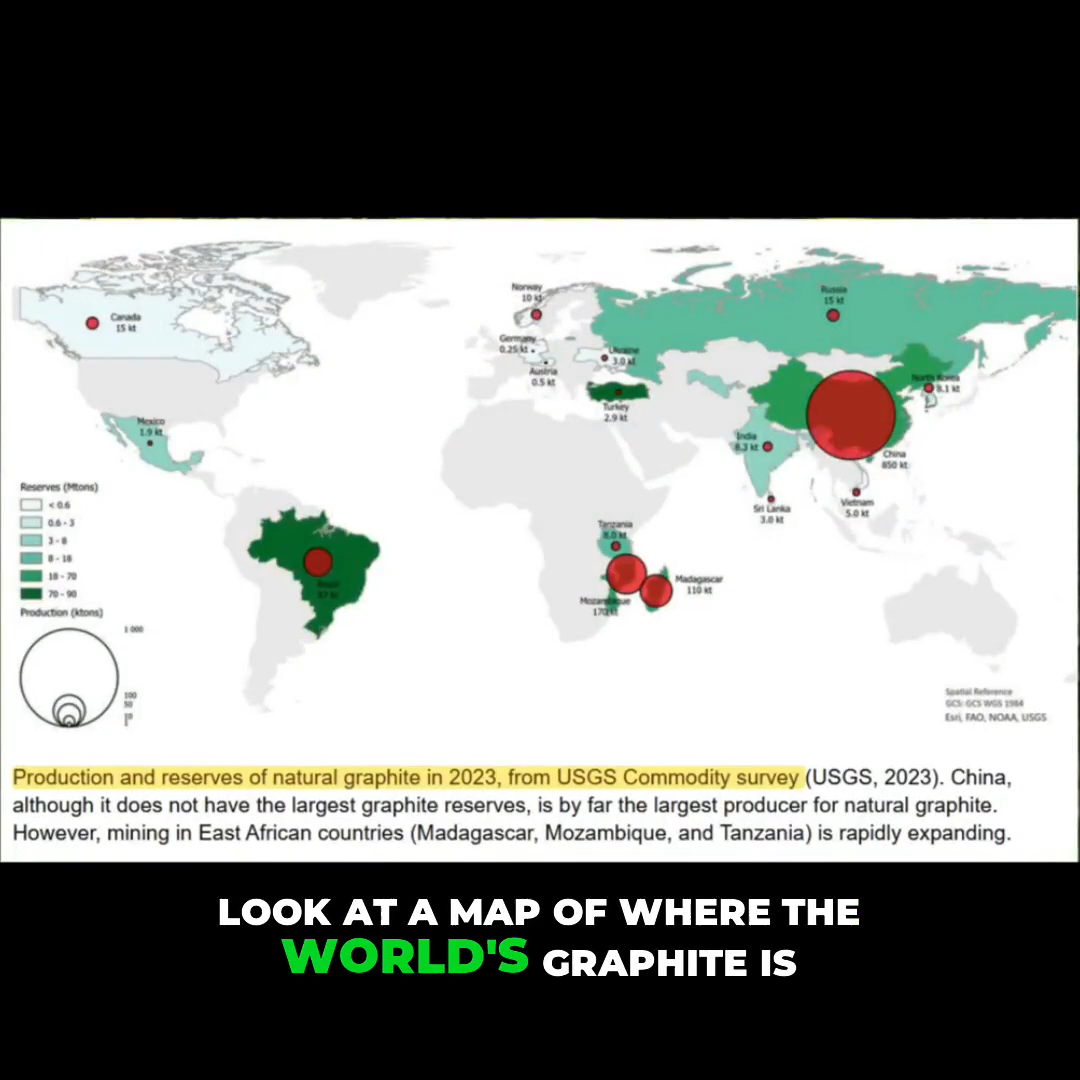 Norway
10 kt
Russia
15 kt
Canada
15 kt
Germany
0.25 kt
Ukraine
3.0 kt
Austria
0.5 kt
North Korea
8.1 kt
Turkey
2.9 kt
Mexico
1.9 kt
India
8.3 kt
China
850 kt
Sri Lanka
3.0 kt
Vietnam
5.0 kt
Tanzania
6.0 kt
Madagascar
110 kt
Mozambique
170 kt
Brazil
Reserves (Mtons)
< 0.6
0.6 - 3
3 - 8
8 - 18
18 - 70
70 - 90
Production (ktons)
1 000
100
50
10
1
Spatial Reference
GCS: GCS WGS 1984
Esri, FAO, NOAA, USGS
Production and reserves of natural graphite in 2023, from USGS Commodity survey (USGS, 2023). China,
although it does not have the largest graphite reserves, is by far the largest producer for natural graphite.
However, mining in East African countries (Madagascar, Mozambique, and Tanzania) is rapidly expanding.
LOOK AT A MAP OF WHERE THE
WORLD'S GRAPHITE IS